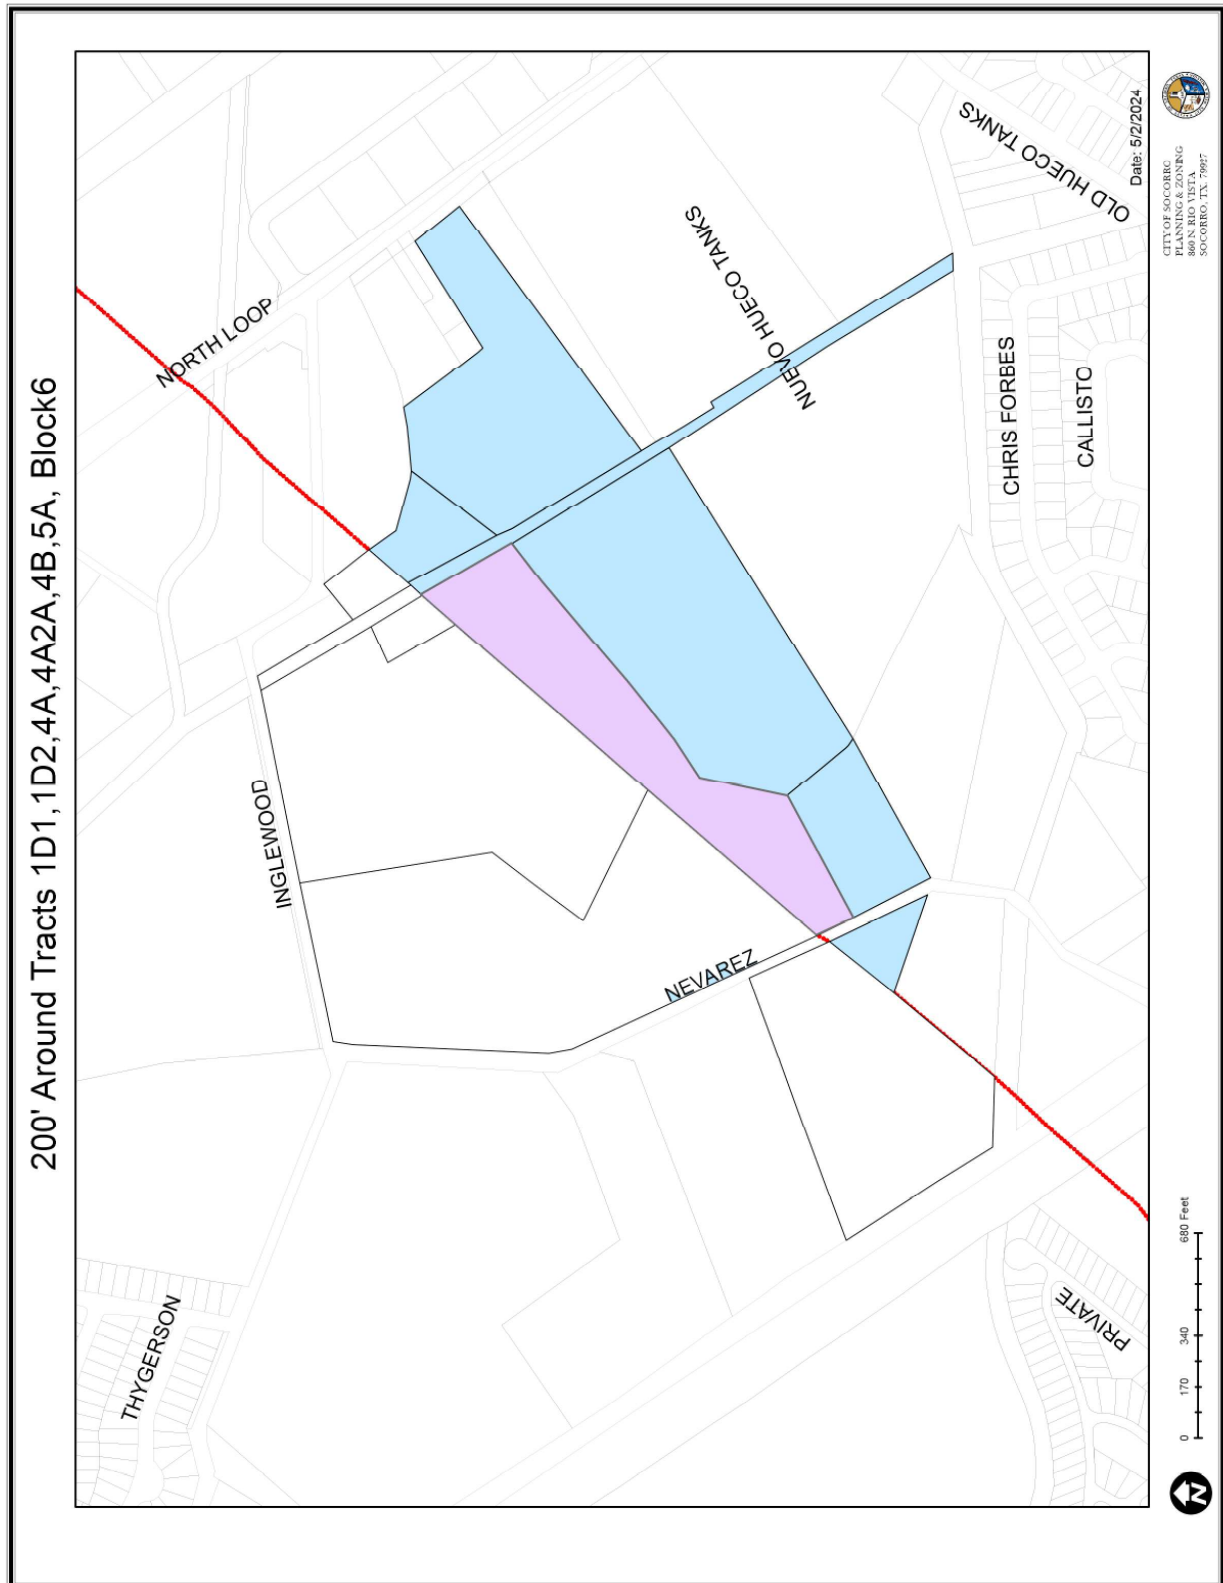 200' Around Tracts 1D1,1D2,4A,4A2A,4B,5A, Block6
THYGERSON
INGLEWOOD
NORTH LOOP
NEVAREZ
NUEVO HUECO TANKS
PRIVATE
CHRIS FORBES
CALLISTO
OLD HUECO TANKS
Date: 5/2/2024
N
0 170 340 680 Feet
CITY OF SOCORRO
PLANNING & ZONING
860 N. RIO VISTA
SOCORRO, TX. 79927